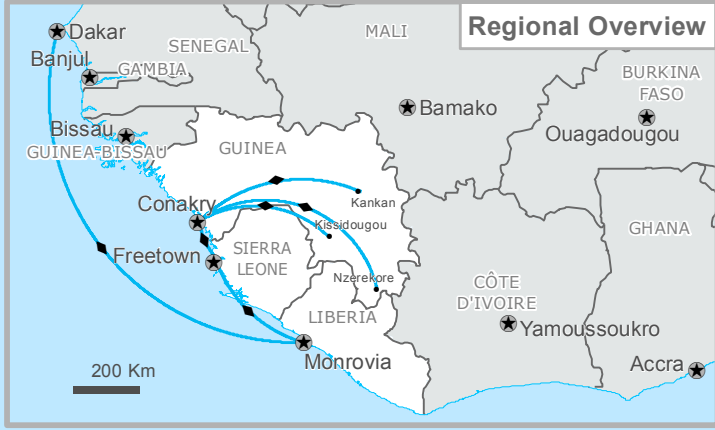 Regional Overview
Dakar
SENEGAL
MALI
Banjul
GAMBIA
BURKINA
FASO
Bamako
Ouagadougou
Bissau
GUINEA-BISSAU
GUINEA
Kankan
Conakry
Kissidougou
GHANA
Freetown
SIERRA
LEONE
Nzerekore
CÔTE
D'IVOIRE
LIBERIA
Yamoussoukro
Monrovia
Accra
200 Km